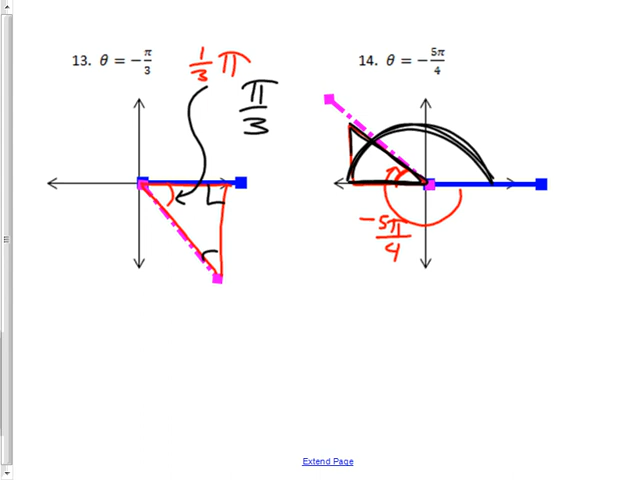 13. θ = −π/3
1/3 π
π/3
14. θ = −5π/4
−5π/4
Extend Page